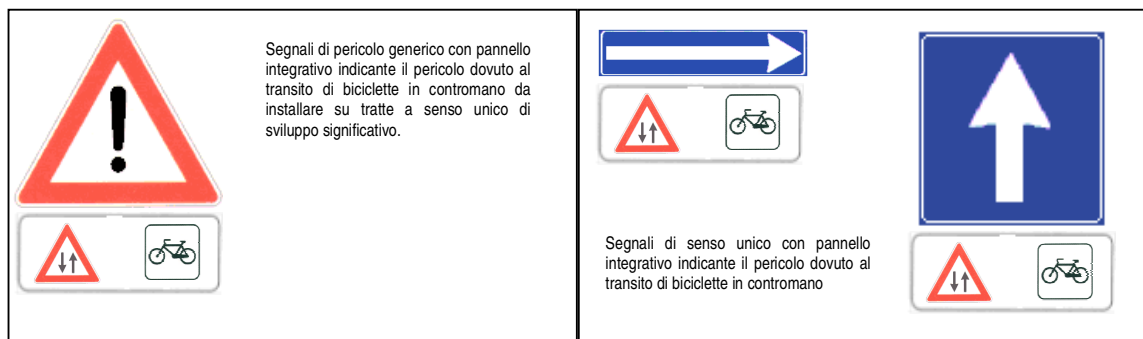 Segnali di pericolo generico con pannello
integrativo indicante il pericolo dovuto al
transito di biciclette in contromano da
installare su tratte a senso unico di
sviluppo significativo.
Segnali di senso unico con pannello
integrativo indicante il pericolo dovuto al
transito di biciclette in contromano